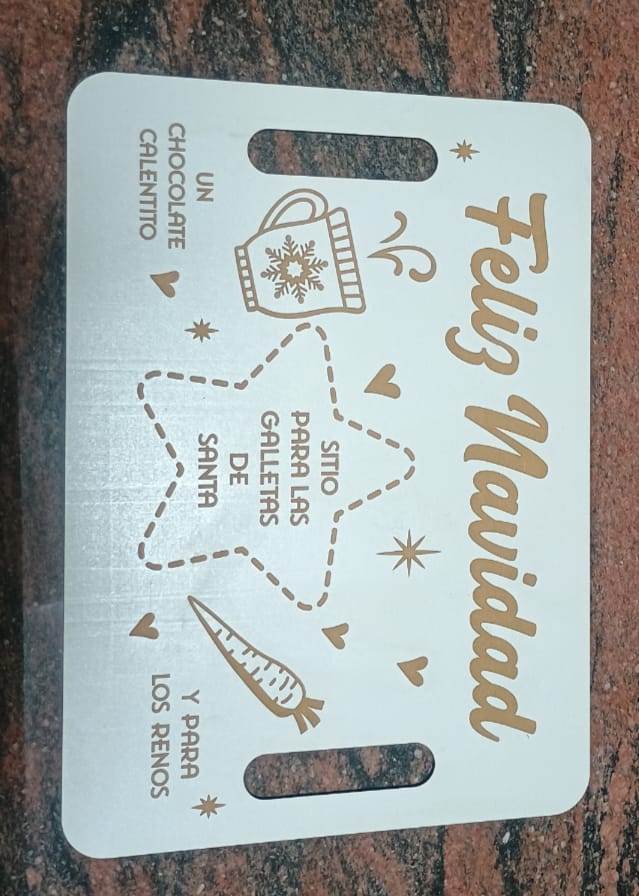 Feliz Navidad
SITIO
PARA LAS
GALLETAS
DE
SANTA
UN
CHOCOLATE
CALENTITO
Y PARA
LOS RENOS